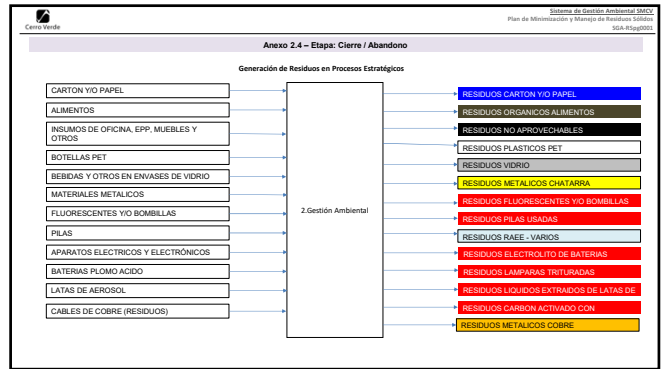 Cerro Verde
Sistema de Gestión Ambiental SMCV
Plan de Minimización y Manejo de Residuos Sólidos
SGA-RSpg0001
Anexo 2.4 – Etapa: Cierre / Abandono
Generación de Residuos en Procesos Estratégicos
CARTON Y/O PAPEL
ALIMENTOS
INSUMOS DE OFICINA, EPP, MUEBLES Y
OTROS
BOTELLAS PET
BEBIDAS Y OTROS EN ENVASES DE VIDRIO
MATERIALES METALICOS
FLUORESCENTES Y/O BOMBILLAS
PILAS
APARATOS ELECTRICOS Y ELECTRÓNICOS
BATERIAS PLOMO ACIDO
LATAS DE AEROSOL
CABLES DE COBRE (RESIDUOS)
2.Gestión Ambiental
RESIDUOS CARTON Y/O PAPEL
RESIDUOS ORGANICOS ALIMENTOS
RESIDUOS NO APROVECHABLES
RESIDUOS PLASTICOS PET
RESIDUOS VIDRIO
RESIDUOS METALICOS CHATARRA
RESIDUOS FLUORESCENTES Y/O BOMBILLAS
RESIDUOS PILAS USADAS
RESIDUOS RAEE - VARIOS
RESIDUOS ELECTROLITO DE BATERIAS
RESIDUOS LAMPARAS TRITURADAS
RESIDUOS LIQUIDOS EXTRAIDOS DE LATAS DE
RESIDUOS CARBON ACTIVADO CON
RESIDUOS METALICOS COBRE